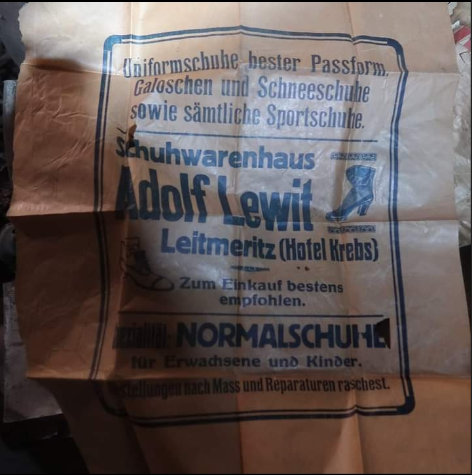 Uniformschuhe bester Passform,
Galoschen und Schneeschuhe
sowie sämtliche Sportschuhe.
Schuhwarenhaus
Adolf Lewit
Leitmeritz (Hotel Krebs)
Zum Einkauf bestens
empfohlen.
NORMALSCHUHE
für Erwachsene und Kinder.
Bestellungen nach Mass und Reparaturen raschest.